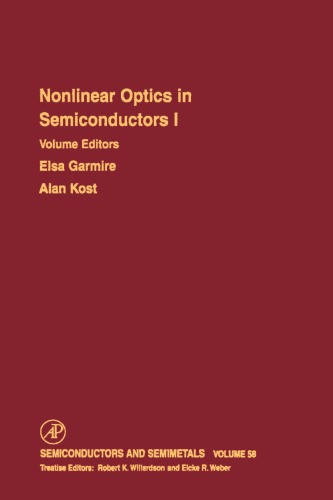 Nonlinear Optics in
Semiconductors I
Volume Editors
Elsa Garmire
Alan Kost
AP
SEMICONDUCTORS AND SEMIMETALS VOLUME 58
Treatise Editors: Robert K. Willardson and Eicke R. Weber